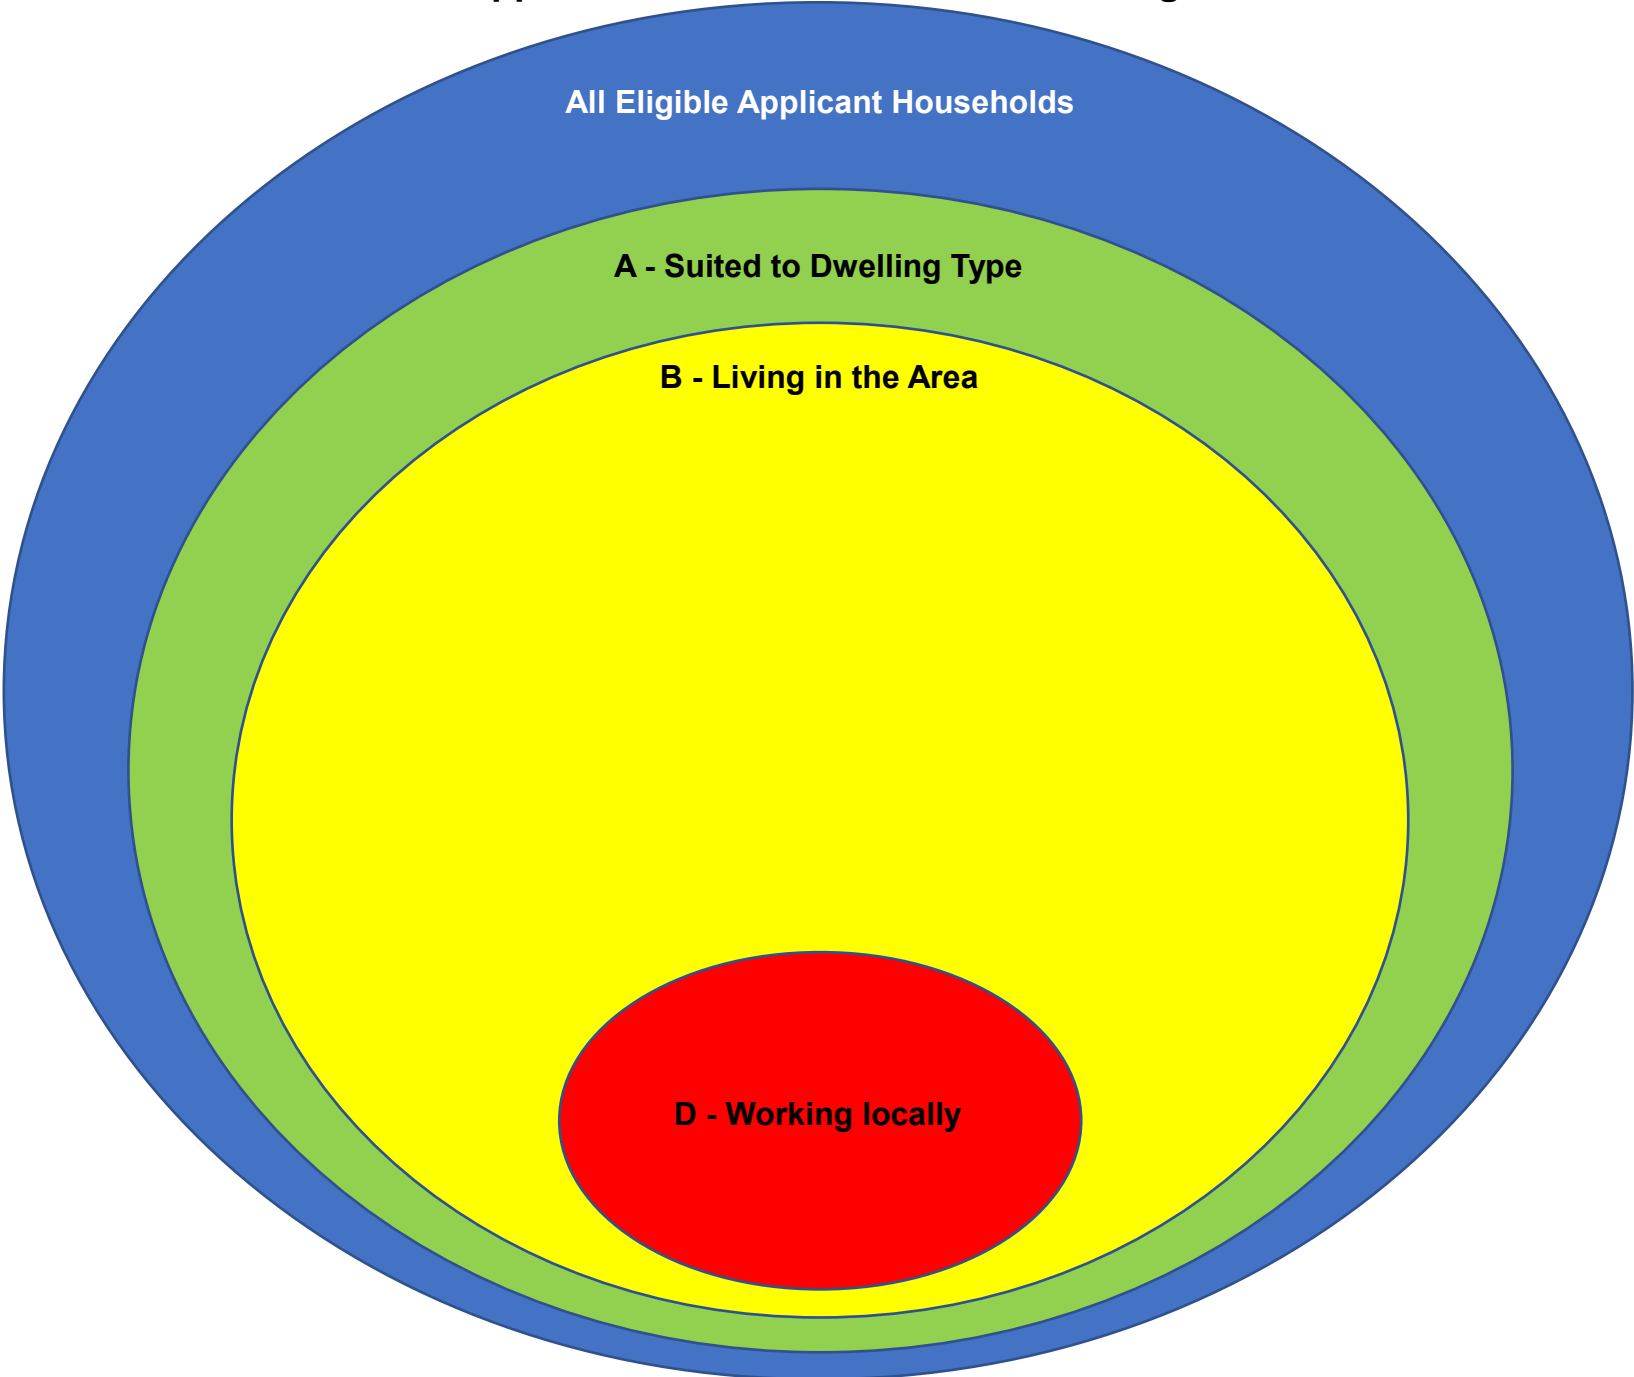 All Eligible Applicant Households
A - Suited to Dwelling Type
B - Living in the Area
D - Working locally